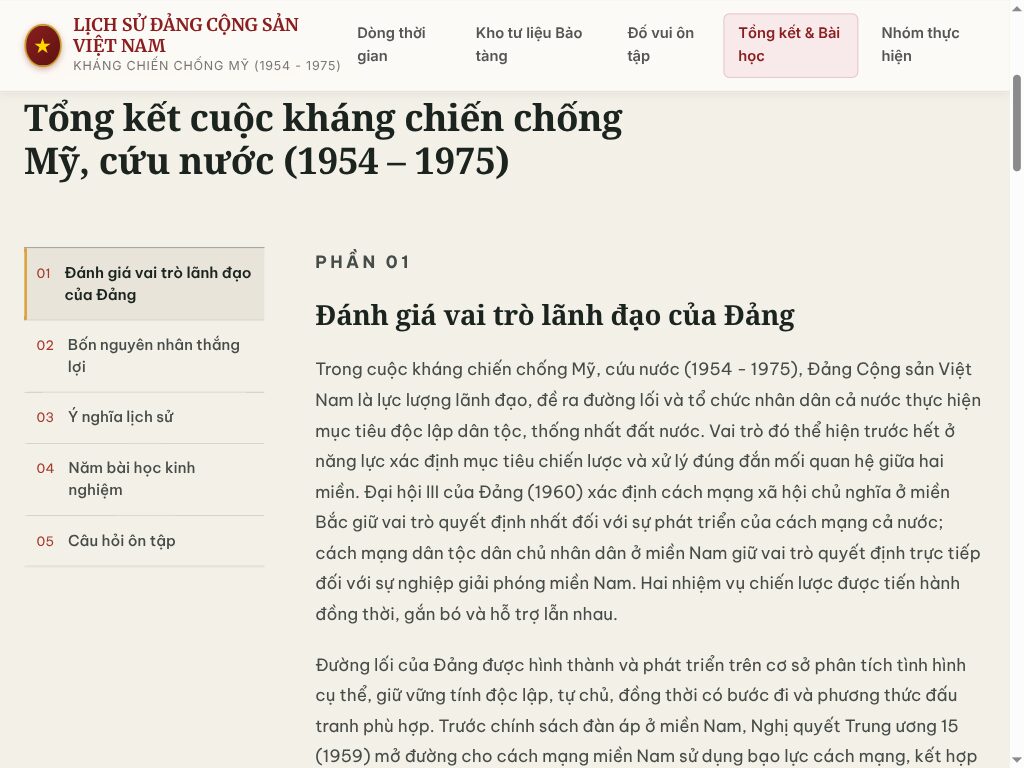 LỊCH SỬ ĐẢNG CỘNG SẢN
VIỆT NAM
KHÁNG CHIẾN CHỐNG MỸ (1954 - 1975)
Dòng thời
gian
Kho tư liệu Bảo
tàng
Đố vui ôn
tập
Tổng kết & Bài
học
Nhóm thực
hiện
Tổng kết cuộc kháng chiến chống
Mỹ, cứu nước (1954 – 1975)
01 Đánh giá vai trò lãnh đạo
của Đảng
02 Bốn nguyên nhân thắng
lợi
03 Ý nghĩa lịch sử
04 Năm bài học kinh
nghiệm
05 Câu hỏi ôn tập
PHẦN 01
Đánh giá vai trò lãnh đạo của Đảng
Trong cuộc kháng chiến chống Mỹ, cứu nước (1954 - 1975), Đảng Cộng sản Việt
Nam là lực lượng lãnh đạo, đề ra đường lối và tổ chức nhân dân cả nước thực hiện
mục tiêu độc lập dân tộc, thống nhất đất nước. Vai trò đó thể hiện trước hết ở
năng lực xác định mục tiêu chiến lược và xử lý đúng đắn mối quan hệ giữa hai
miền. Đại hội III của Đảng (1960) xác định cách mạng xã hội chủ nghĩa ở miền
Bắc giữ vai trò quyết định nhất đối với sự phát triển của cách mạng cả nước;
cách mạng dân tộc dân chủ nhân dân ở miền Nam giữ vai trò quyết định trực tiếp
đối với sự nghiệp giải phóng miền Nam. Hai nhiệm vụ chiến lược được tiến hành
đồng thời, gắn bó và hỗ trợ lẫn nhau.
Đường lối của Đảng được hình thành và phát triển trên cơ sở phân tích tình hình
cụ thể, giữ vững tính độc lập, tự chủ, đồng thời có bước đi và phương thức đấu
tranh phù hợp. Trước chính sách đàn áp ở miền Nam, Nghị quyết Trung ương 15
(1959) mở đường cho cách mạng miền Nam sử dụng bạo lực cách mạng, kết hợp